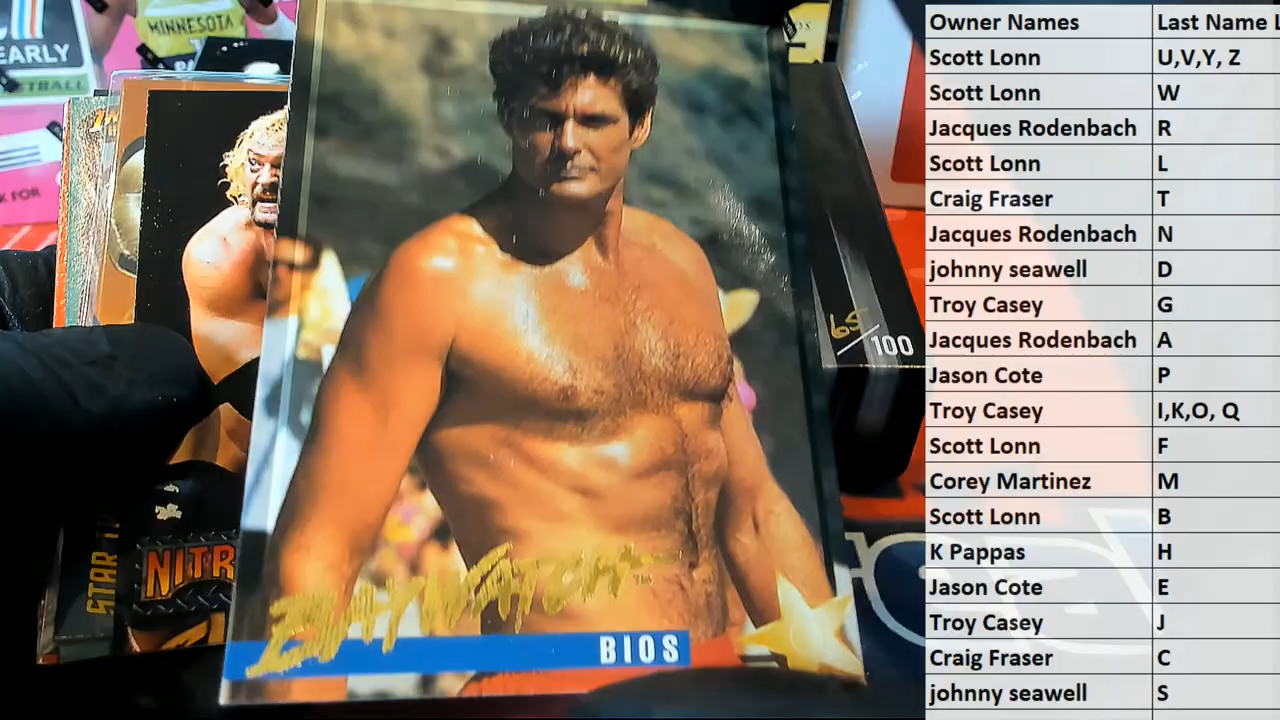 MINNESOTA
EARLY
K FOR
STAR
NITR
65/100
BAYWATCH™
BIOS
Owner Names Last Name
Scott Lonn U,V,Y, Z
Scott Lonn W
Jacques Rodenbach R
Scott Lonn L
Craig Fraser T
Jacques Rodenbach N
johnny seawell D
Troy Casey G
Jacques Rodenbach A
Jason Cote P
Troy Casey I,K,O, Q
Scott Lonn F
Corey Martinez M
Scott Lonn B
K Pappas H
Jason Cote E
Troy Casey J
Craig Fraser C
johnny seawell S